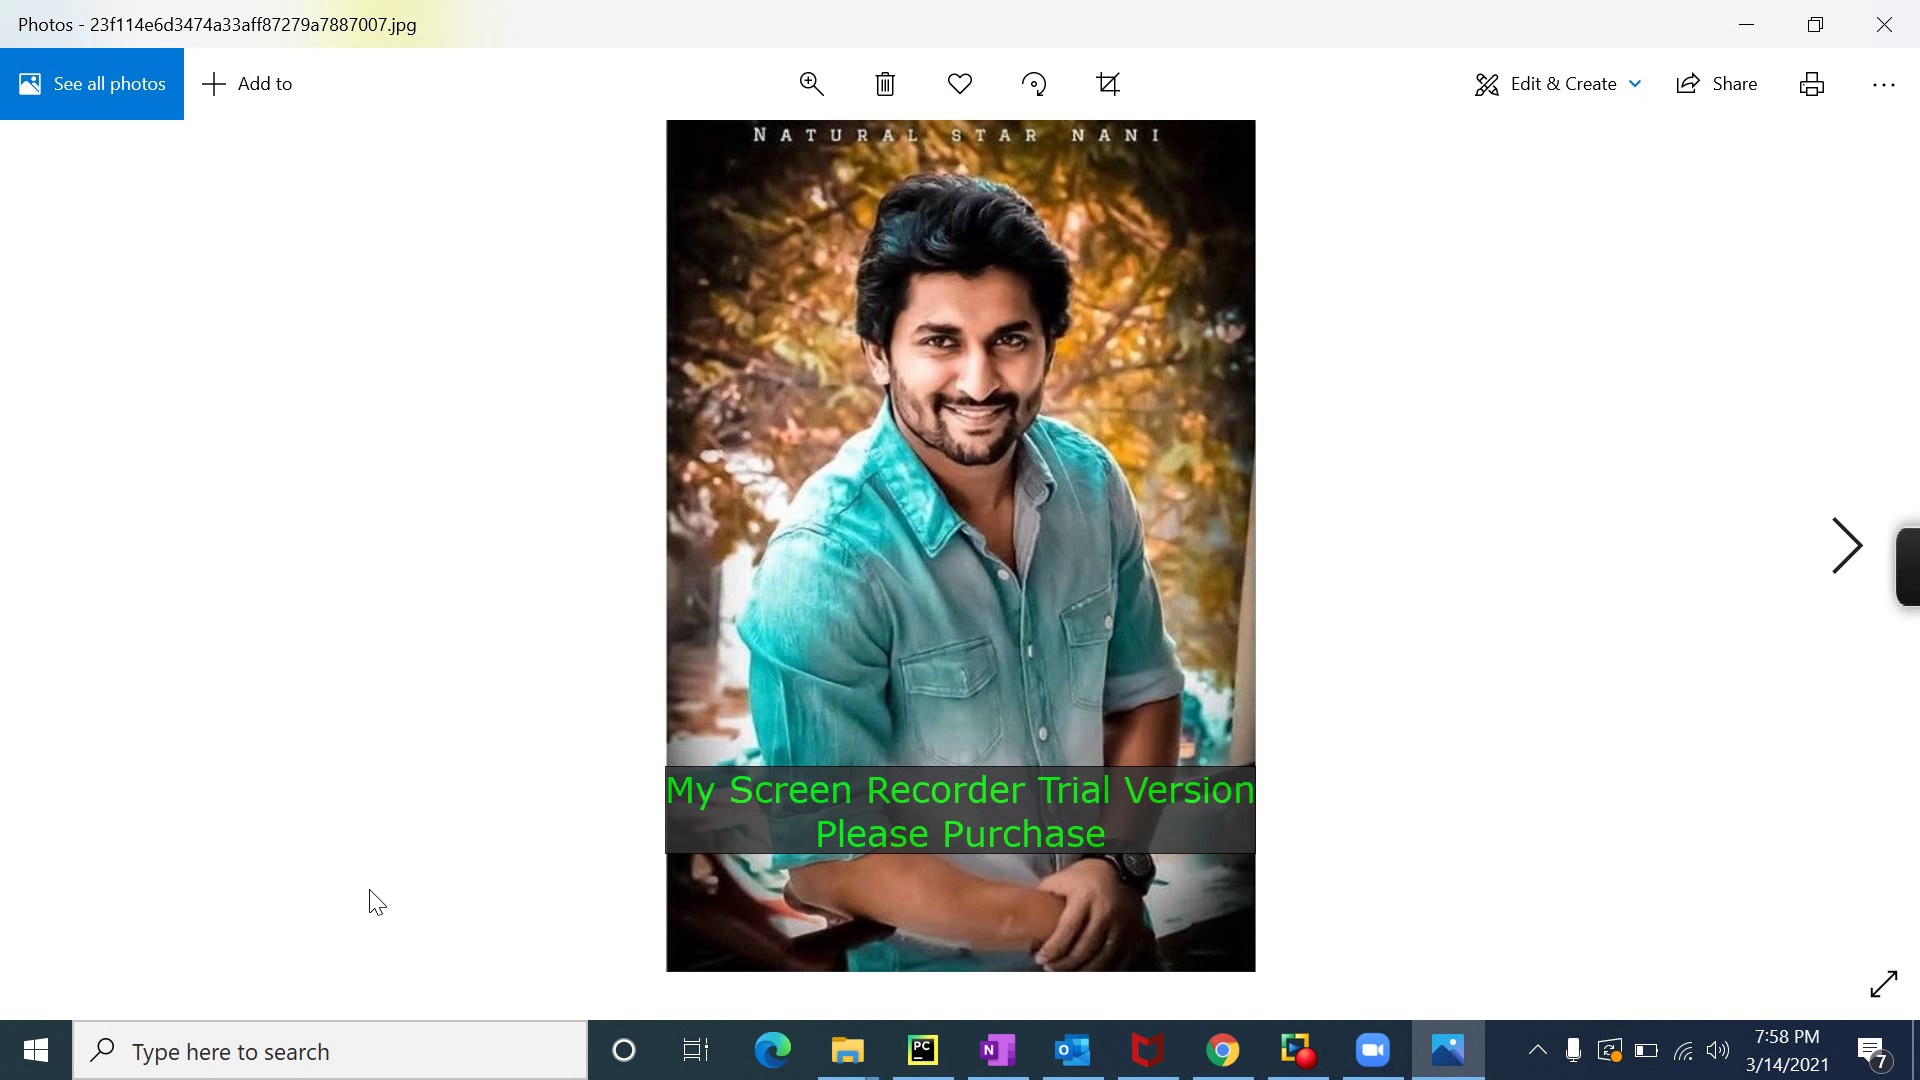 Photos - 23f114e6d3474a33aff87279a7887007.jpg
See all photos
Add to
Edit & Create
Share
NATURAL STAR NANI
My Screen Recorder Trial Version
Please Purchase
Type here to search
PC
N
O
7:58 PM
3/14/2021
7